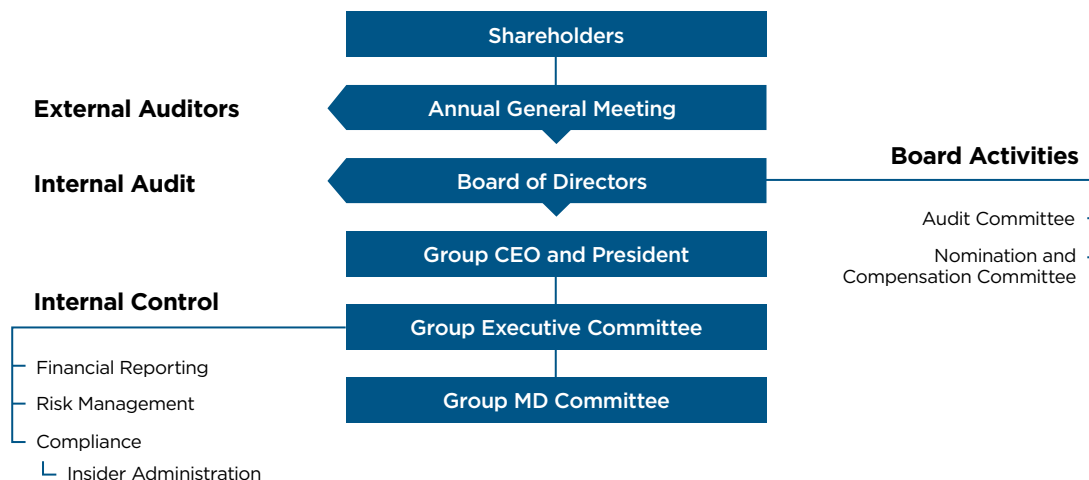 Shareholders
External Auditors
Annual General Meeting
Internal Audit
Board of Directors
Board Activities
Audit Committee
Nomination and
Compensation Committee
Group CEO and President
Internal Control
Group Executive Committee
Financial Reporting
Risk Management
Compliance
Insider Administration
Group MD Committee